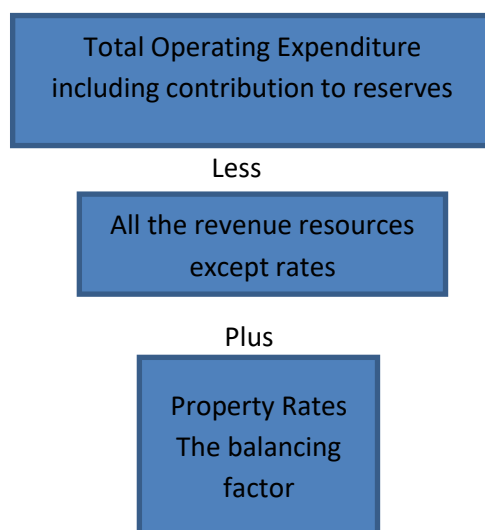 Total Operating Expenditure
including contribution to reserves
Less
All the revenue resources
except rates
Plus
Property Rates
The balancing
factor